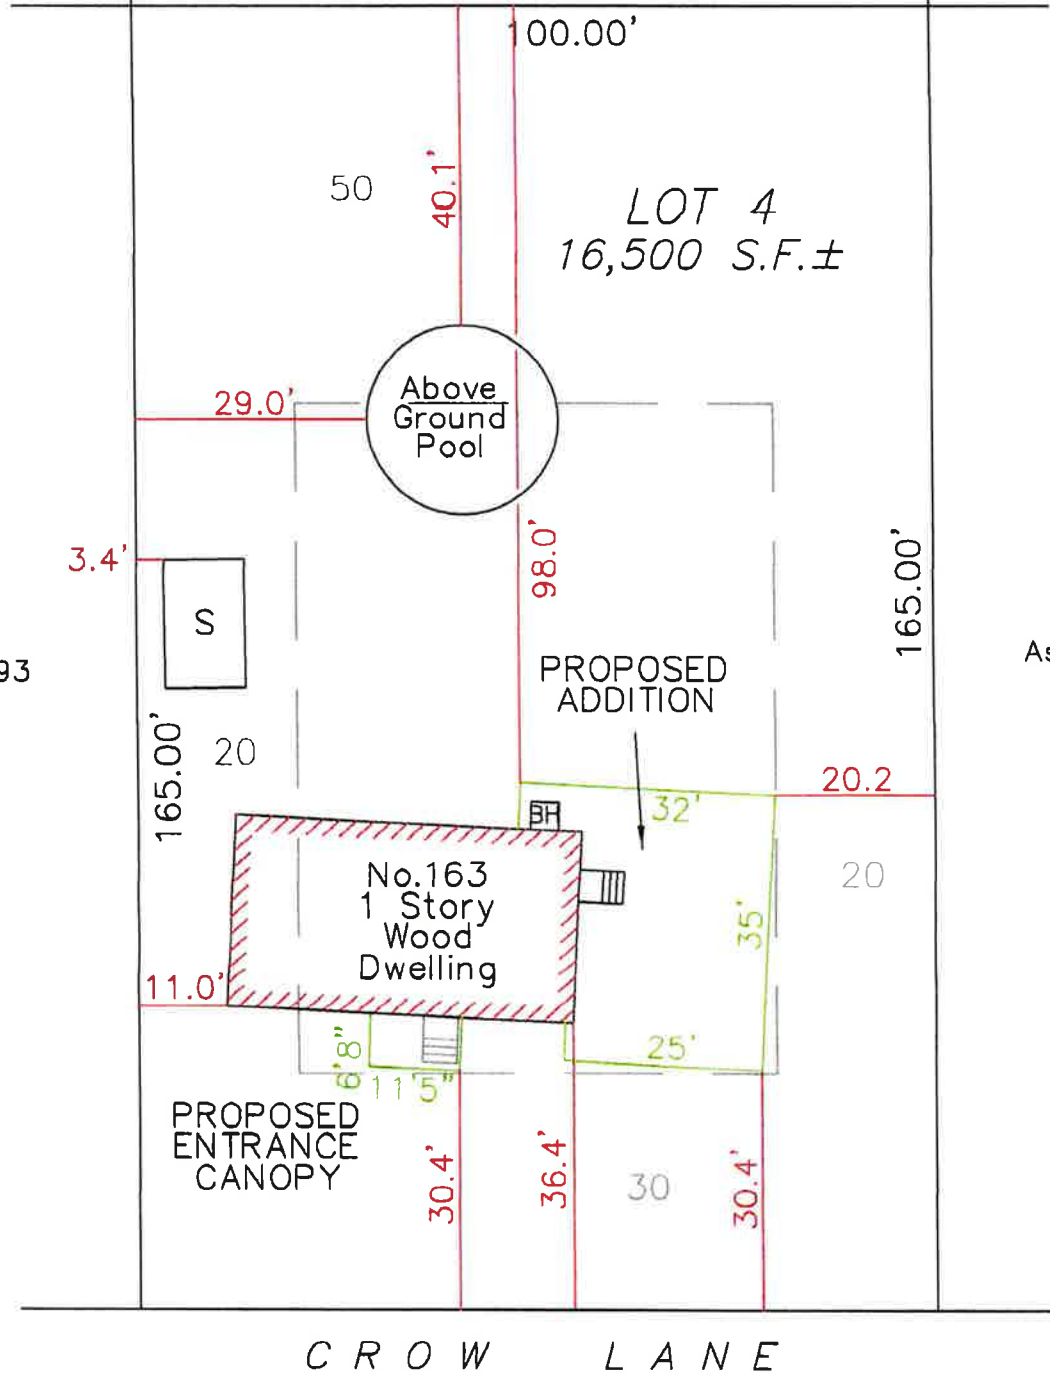 100.00'
50
40.1'
LOT 4
16,500 S.F.±
Above
Ground
Pool
29.0'
98.0'
3.4'
S
165.00'
93
As
PROPOSED
ADDITION
165.00'
20
20.2
32'
BH
No.163
1 Story
Wood
Dwelling
20
35'
11.0'
25'
6'8"
11'5"
PROPOSED
ENTRANCE
CANOPY
30.4'
36.4'
30
30.4'
CROW LANE